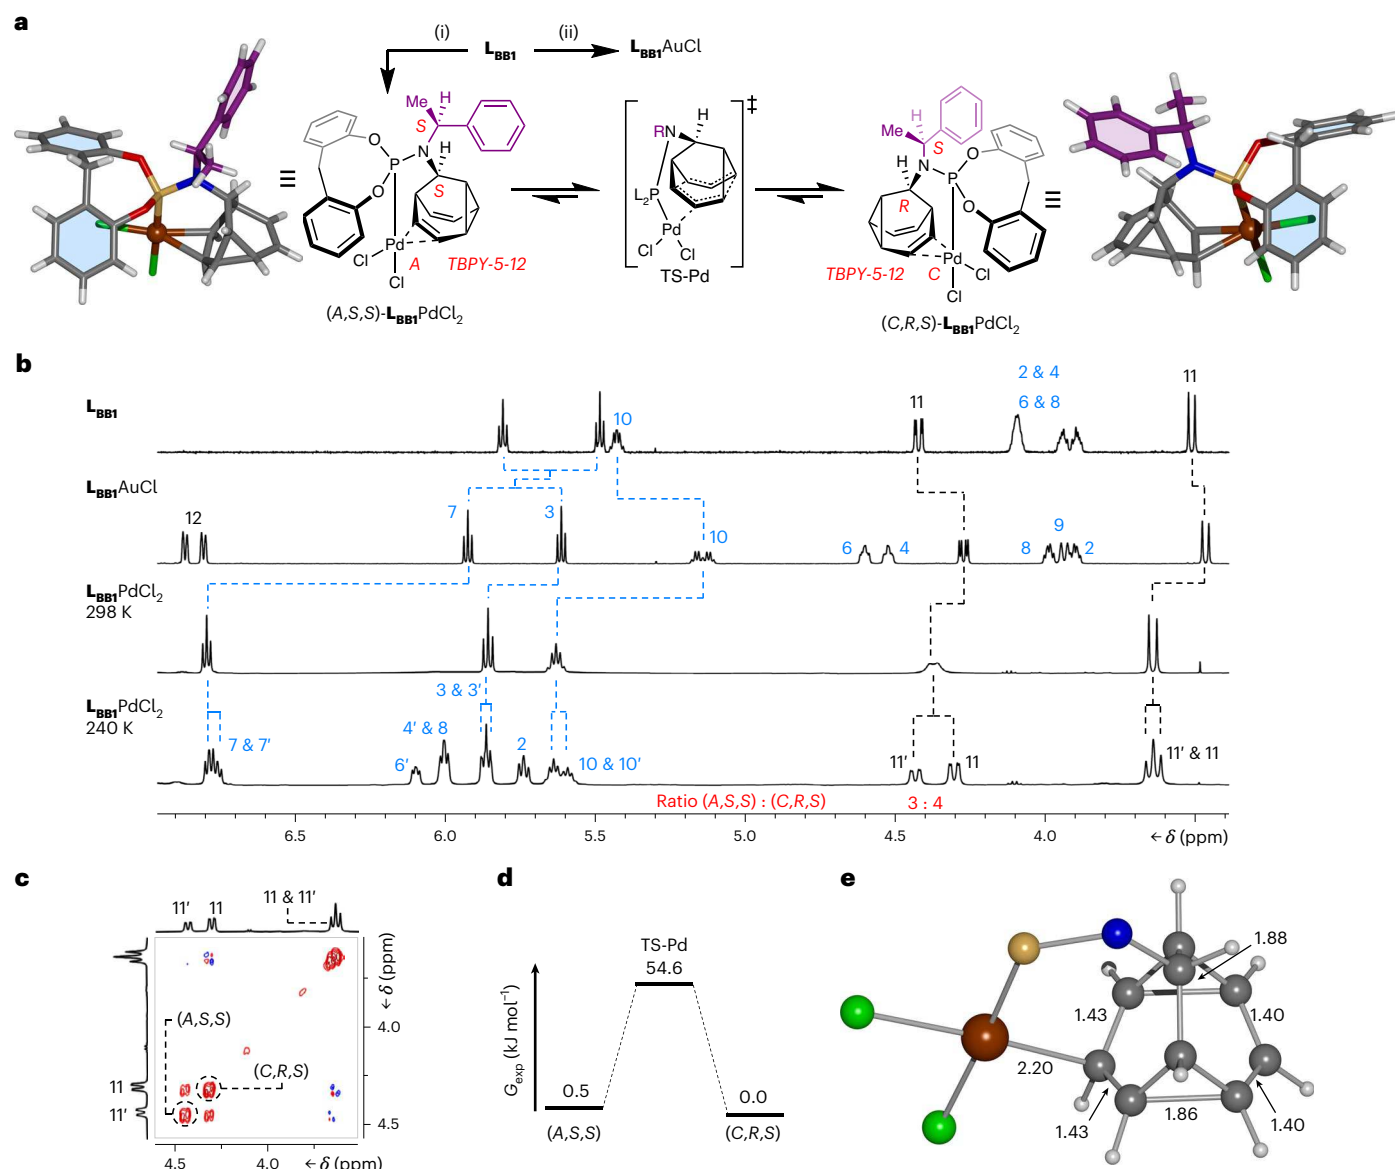 a
(i)
L_BB1
(ii)
L_BB1AuCl
Me
H
S
N
H
S
O
P
O
Pd
Cl
A
Cl
TBPY-5-12
(A,S,S)-L_BB1PdCl2
RN
H
L2P
Pd
Cl
Cl
‡
TS-Pd
H
Me
S
H
N
P
O
O
R
TBPY-5-12
C
Pd
Cl
Cl
(C,R,S)-L_BB1PdCl2
b
L_BB1
10
11
2 & 4
6 & 8
11
L_BB1AuCl
12
7
3
10
6
4
8
9
2
L_BB1PdCl2
298 K
L_BB1PdCl2
240 K
7 & 7′
6′
4′ & 8
3 & 3′
2
10 & 10′
11′
11
11′ & 11
Ratio (A,S,S) : (C,R,S)
3 : 4
6.5
6.0
5.5
5.0
4.5
4.0
← δ (ppm)
c
11′
11
11 & 11′
(A,S,S)
(C,R,S)
11
11′
← δ (ppm)
4.0
4.5
4.5
4.0
← δ (ppm)
d
G_exp (kJ mol⁻¹)
TS-Pd
54.6
0.5
(A,S,S)
0.0
(C,R,S)
e
1.88
1.43
1.40
2.20
1.43
1.86
1.40